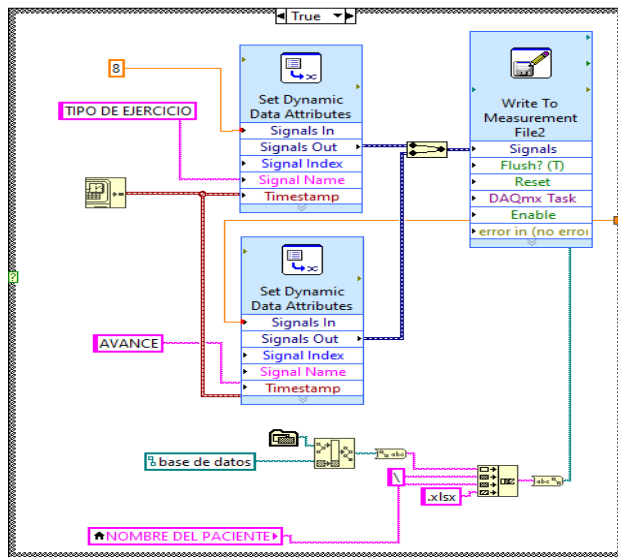 True
8
TIPO DE EJERCICIO
Set Dynamic
Data Attributes
Signals In
Signals Out
Signal Index
Signal Name
Timestamp
Write To
Measurement
File2
Signals
Flush? (T)
Reset
DAQmx Task
Enable
error in (no erro
?
Set Dynamic
Data Attributes
Signals In
Signals Out
Signal Index
Signal Name
Timestamp
AVANCE
base de datos
abc
\
.xlsx
abc
NOMBRE DEL PACIENTE